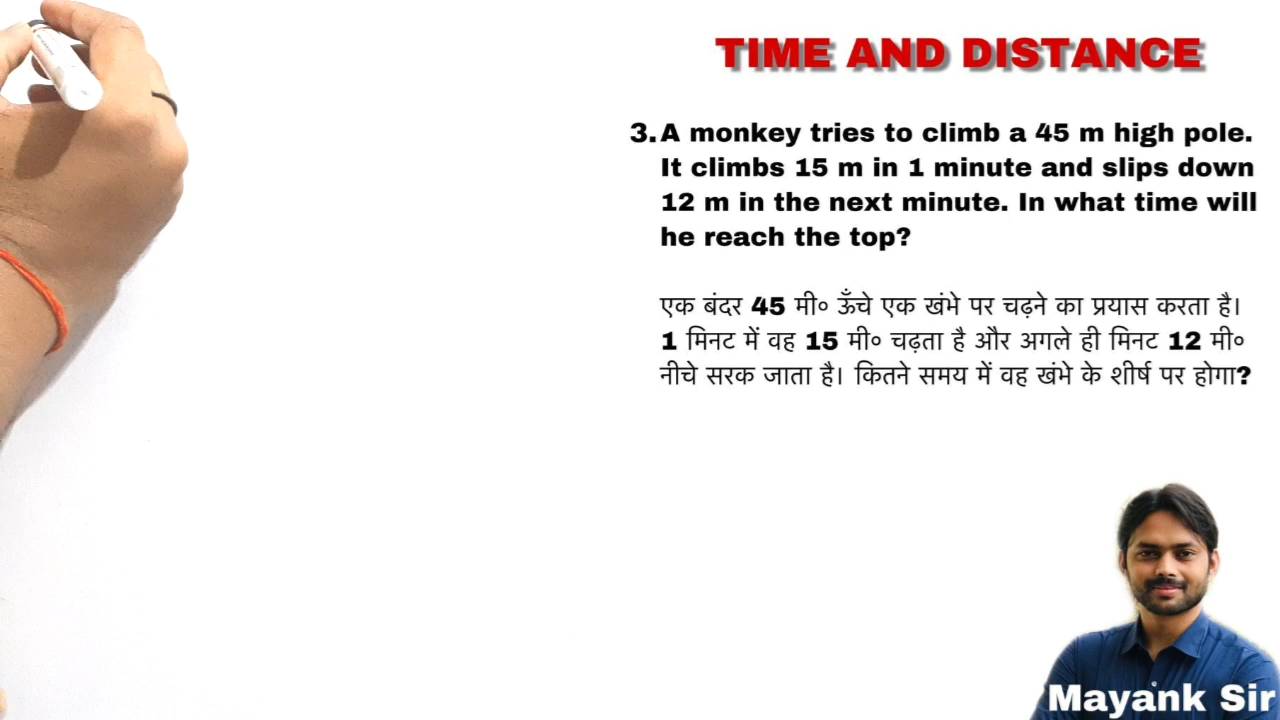 TIME AND DISTANCE
3. A monkey tries to climb a 45 m high pole.
It climbs 15 m in 1 minute and slips down
12 m in the next minute. In what time will
he reach the top?
एक बंदर 45 मी० ऊँचे एक खंभे पर चढ़ने का प्रयास करता है।
1 मिनट में वह 15 मी० चढ़ता है और अगले ही मिनट 12 मी०
नीचे सरक जाता है। कितने समय में वह खंभे के शीर्ष पर होगा?
Mayank Sir